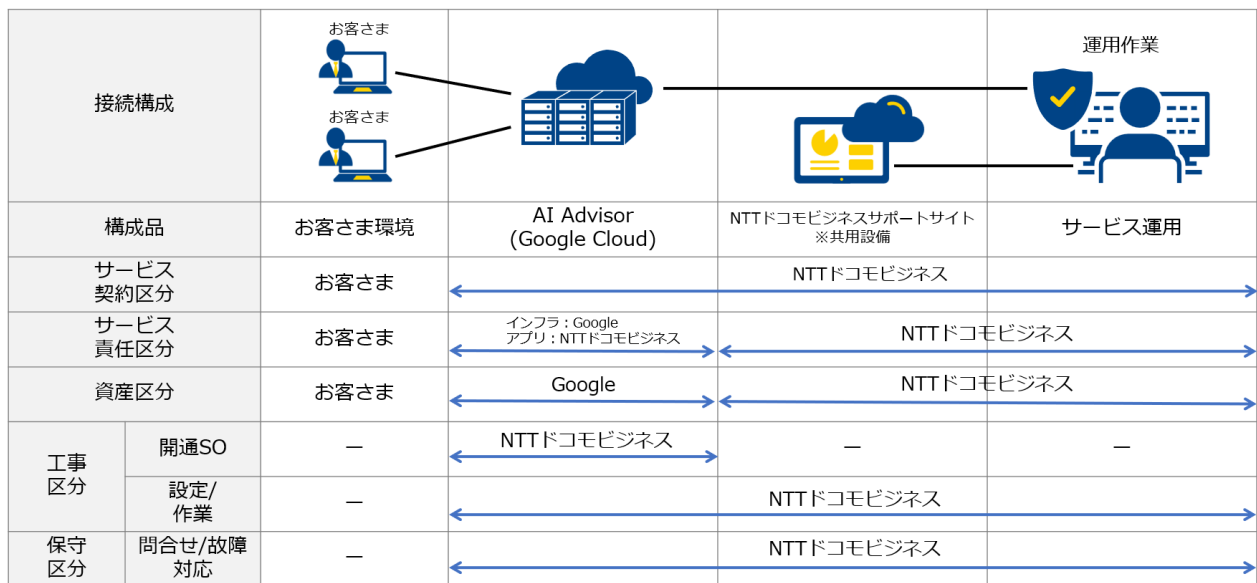 接続構成
お客さま
お客さま
運用作業
構成品
お客さま環境
AI Advisor
(Google Cloud)
NTTドコモビジネスサポートサイト
※共用設備
サービス運用
サービス
契約区分
お客さま
NTTドコモビジネス
サービス
責任区分
お客さま
インフラ：Google
アプリ：NTTドコモビジネス
NTTドコモビジネス
資産区分
お客さま
Google
NTTドコモビジネス
工事
区分
開通SO
―
NTTドコモビジネス
―
―
設定/
作業
―
NTTドコモビジネス
保守
区分
問合せ/故障
対応
―
NTTドコモビジネス